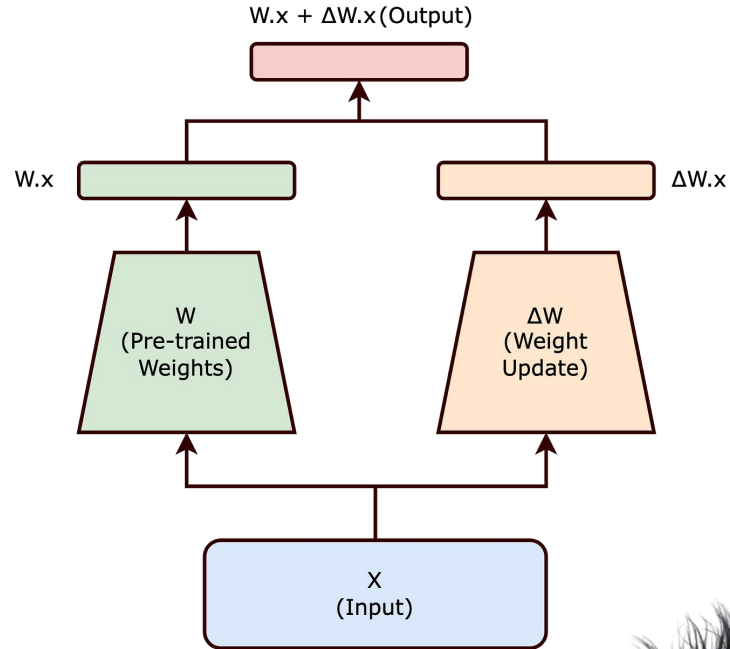 W.x + ΔW.x(Output)
W.x
ΔW.x
W
(Pre-trained
Weights)
ΔW
(Weight
Update)
X
(Input)